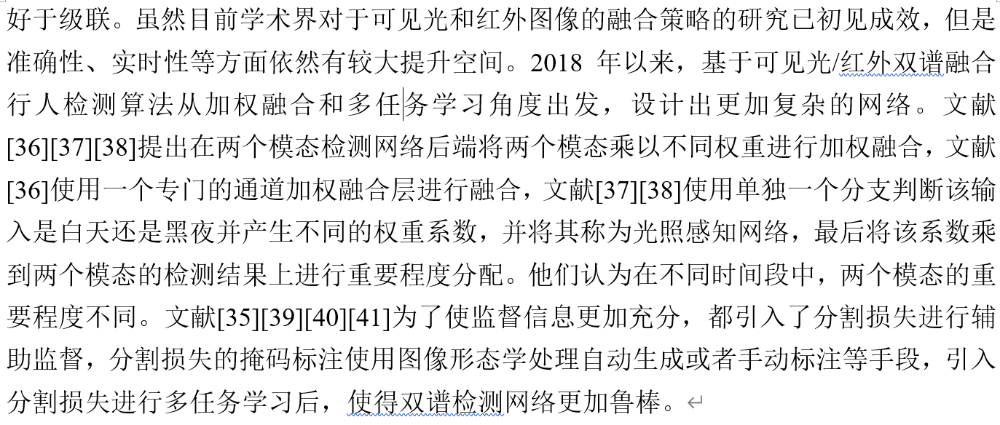 好于级联。虽然目前学术界对于可见光和红外图像的融合策略的研究已初见成效，但是
准确性、实时性等方面依然有较大提升空间。2018 年以来，基于可见光/红外双谱融合
行人检测算法从加权融合和多任务学习角度出发，设计出更加复杂的网络。文献
[36][37][38]提出在两个模态检测网络后端将两个模态乘以不同权重进行加权融合，文献
[36]使用一个专门的通道加权融合层进行融合，文献[37][38]使用单独一个分支判断该输
入是白天还是黑夜并产生不同的权重系数，并将其称为光照感知网络，最后将该系数乘
到两个模态的检测结果上进行重要程度分配。他们认为在不同时间段中，两个模态的重
要程度不同。文献[35][39][40][41]为了使监督信息更加充分，都引入了分割损失进行辅
助监督，分割损失的掩码标注使用图像形态学处理自动生成或者手动标注等手段，引入
分割损失进行多任务学习后，使得双谱检测网络更加鲁棒。